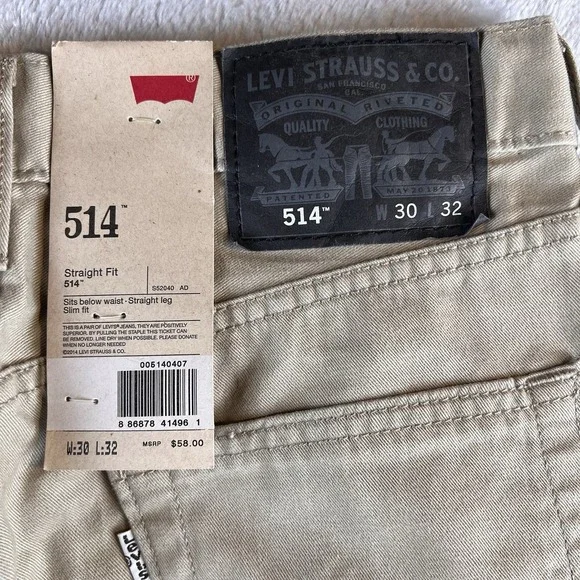 ®
514™
Straight Fit
514™
S52040 AD
Sits below waist - Straight leg
Slim fit
THIS IS A PAIR OF LEVI'S® JEANS, THEY ARE POSITIVELY
SUPERIOR. BY PULLING THE STAPLE THIS TICKET CAN
BE REMOVED. LINE DRY WHEN POSSIBLE. PLEASE DONATE
WHEN NO LONGER NEEDED
©2014 LEVI STRAUSS & CO.
005140407
8 86878 41496 1
W:30 L:32
MSRP $58.00
LEVI STRAUSS & CO.
SAN FRANCISCO
CAL.
ORIGINAL RIVETED
QUALITY CLOTHING
PATENTED MAY 20 1873
514™ W 30 L 32